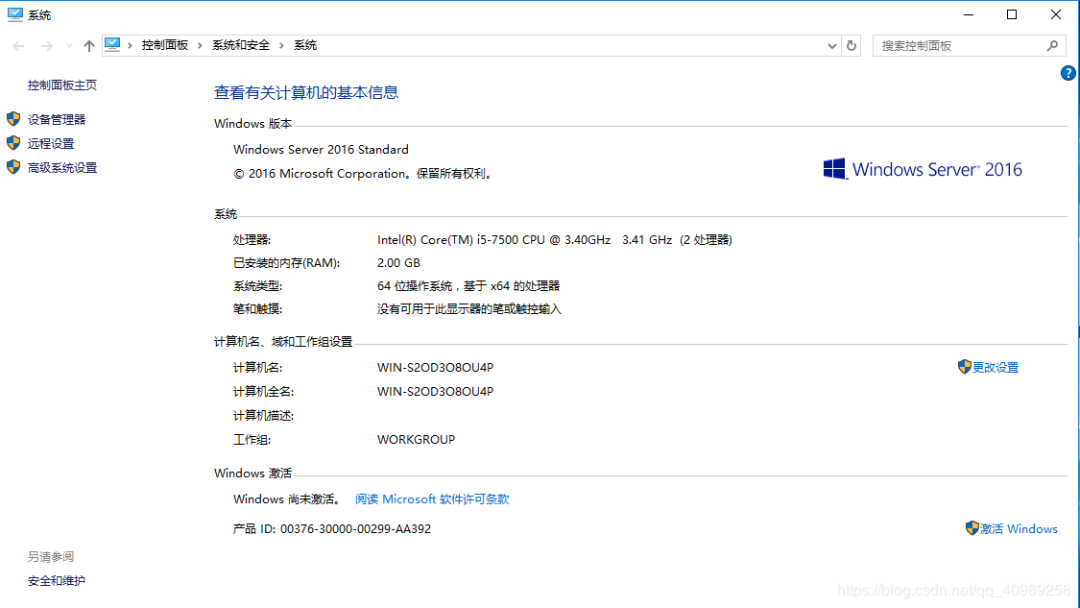 系统
控制面板 › 系统和安全 › 系统
搜索控制面板
控制面板主页
设备管理器
远程设置
高级系统设置
查看有关计算机的基本信息
Windows 版本
Windows Server 2016 Standard
© 2016 Microsoft Corporation。保留所有权利。
Windows Server® 2016
系统
处理器: Intel(R) Core(TM) i5-7500 CPU @ 3.40GHz 3.41 GHz (2 处理器)
已安装的内存(RAM): 2.00 GB
系统类型: 64 位操作系统，基于 x64 的处理器
笔和触摸: 没有可用于此显示器的笔或触控输入
计算机名、域和工作组设置
计算机名: WIN-S2OD3O8OU4P 更改设置
计算机全名: WIN-S2OD3O8OU4P
计算机描述:
工作组: WORKGROUP
Windows 激活
Windows 尚未激活。 阅读 Microsoft 软件许可条款
产品 ID: 00376-30000-00299-AA392 激活 Windows
另请参阅
安全和维护
https://blog.csdn.net/qq_40989258